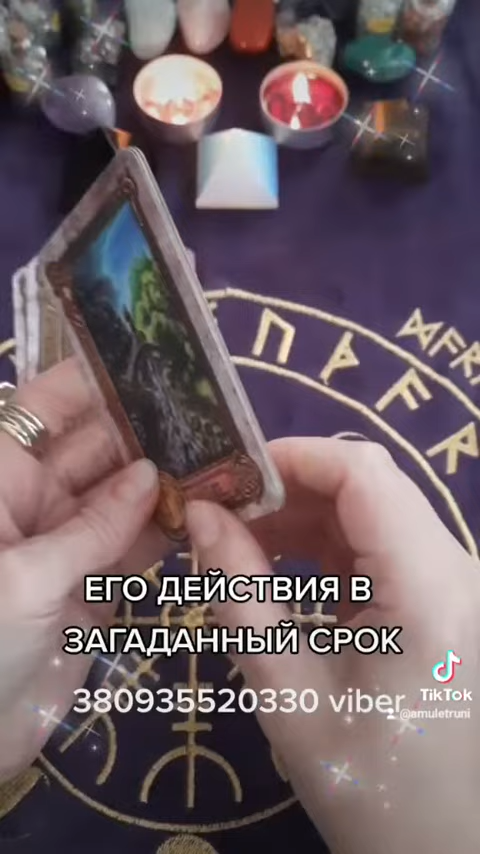 ᚢ ᚹ ᚨ ᚱ
ᛞ ᚨ ᚱ
ЕГО ДЕЙСТВИЯ В
ЗАГАДАННЫЙ СРОК
380935520330 viber
TikTok
@amuletruni